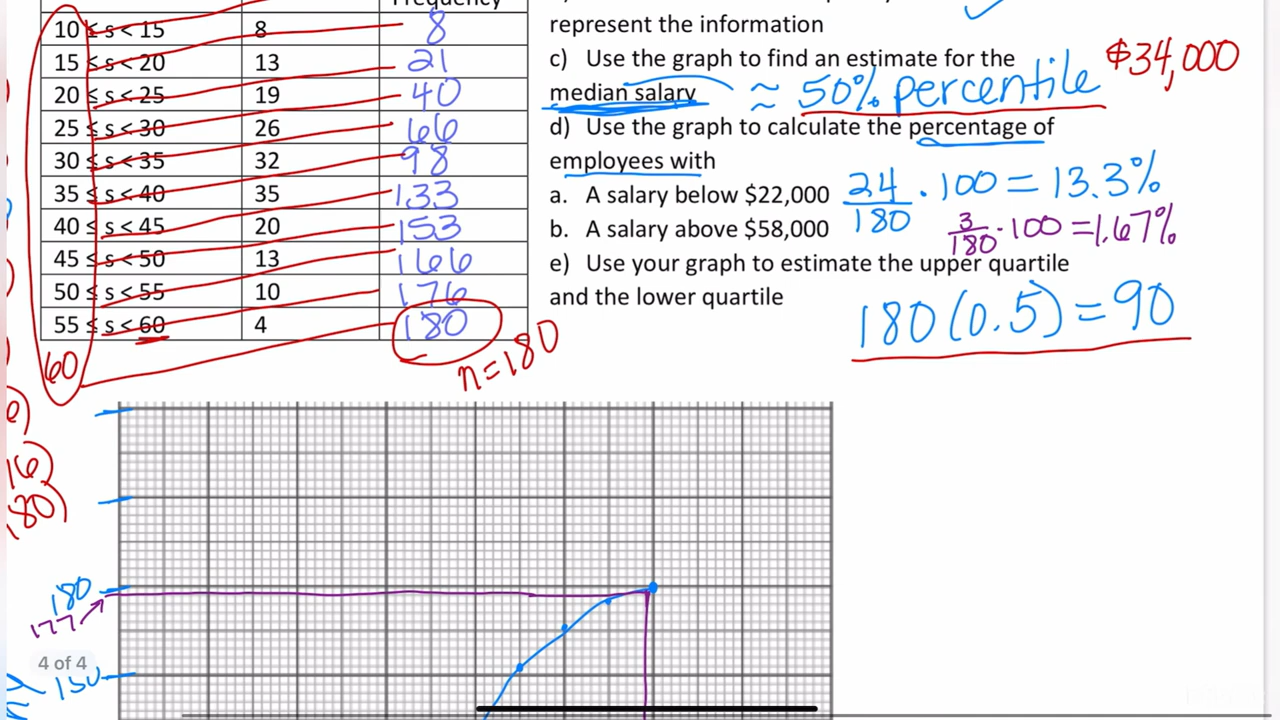 represent the information
10 ≤ s < 15 8 8
c) Use the graph to find an estimate for the
$34,000
15 ≤ s < 20 13 21
20 ≤ s < 25 19 40
median salary ≈ 50% percentile
25 ≤ s < 30 26 66
d) Use the graph to calculate the percentage of
30 ≤ s < 35 32 98
employees with
35 ≤ s < 40 35 133
a. A salary below $22,000 24/180 · 100 = 13.3%
40 ≤ s < 45 20 153
b. A salary above $58,000 3/180 · 100 = 1.67%
45 ≤ s < 50 13 166
e) Use your graph to estimate the upper quartile
50 ≤ s < 55 10 176
and the lower quartile
55 ≤ s < 60 4 180
180(0.5) = 90
60
n=180
16)
180)
180
177
4 of 4
150